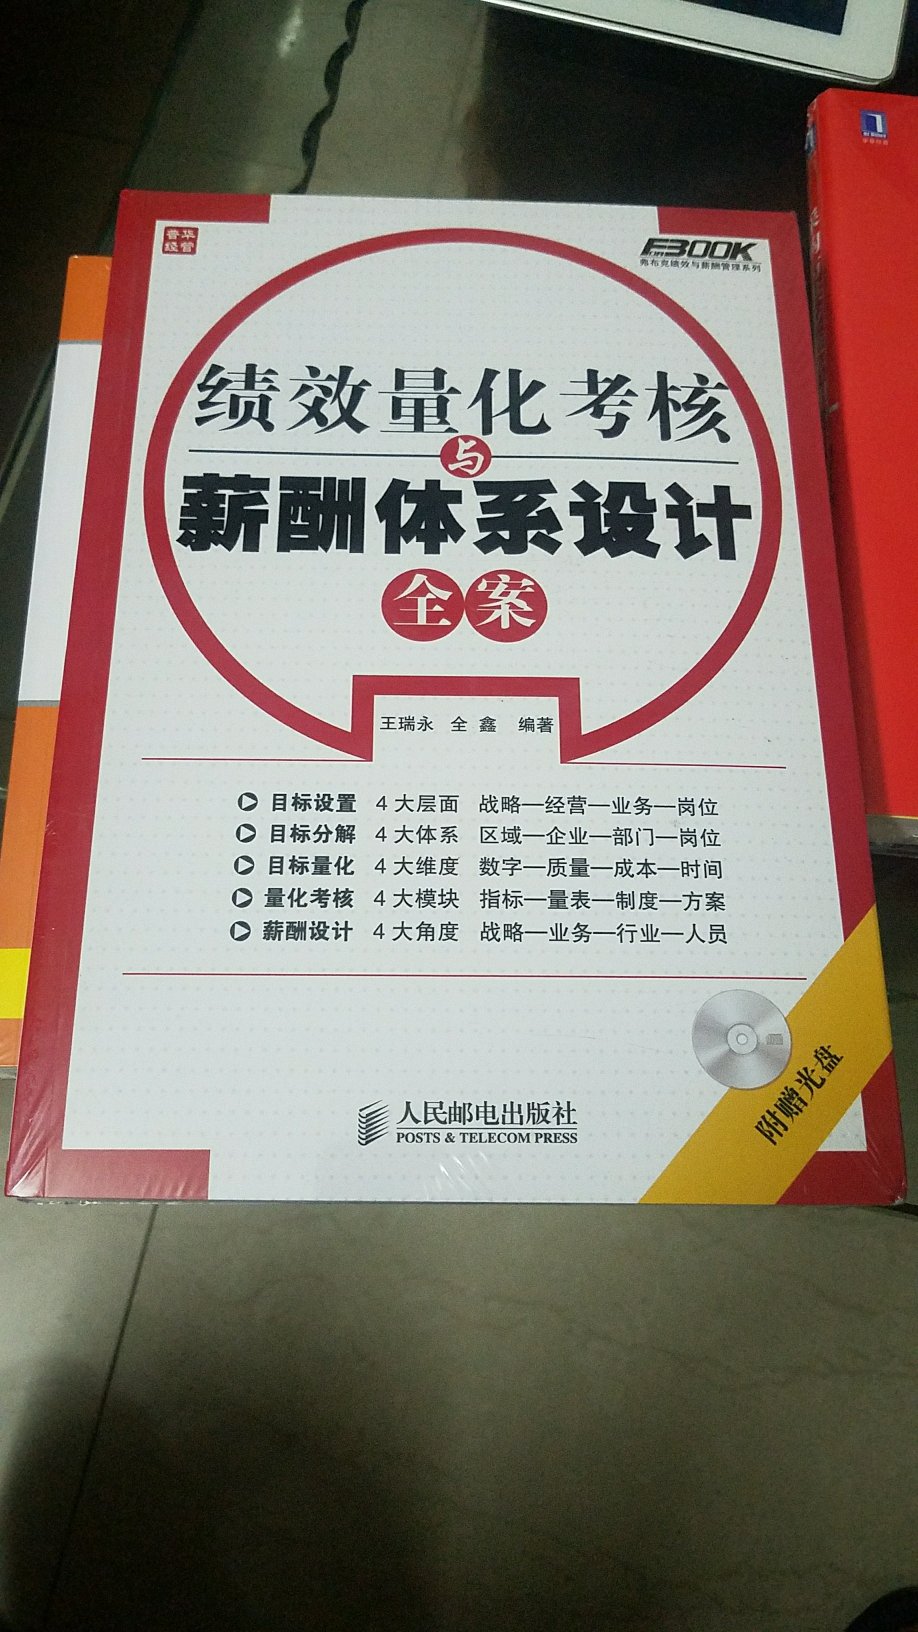 普华
经管
FBOOK
弗布克绩效与薪酬管理系列
绩效量化考核
与
薪酬体系设计
全案
王瑞永 全鑫 编著
目标设置 4大层面 战略—经营—业务—岗位
目标分解 4大体系 区域—企业—部门—岗位
目标量化 4大维度 数字—质量—成本—时间
量化考核 4大模块 指标—量表—制度—方案
薪酬设计 4大角度 战略—业务—行业—人员
附赠光盘
人民邮电出版社
POSTS & TELECOM PRESS